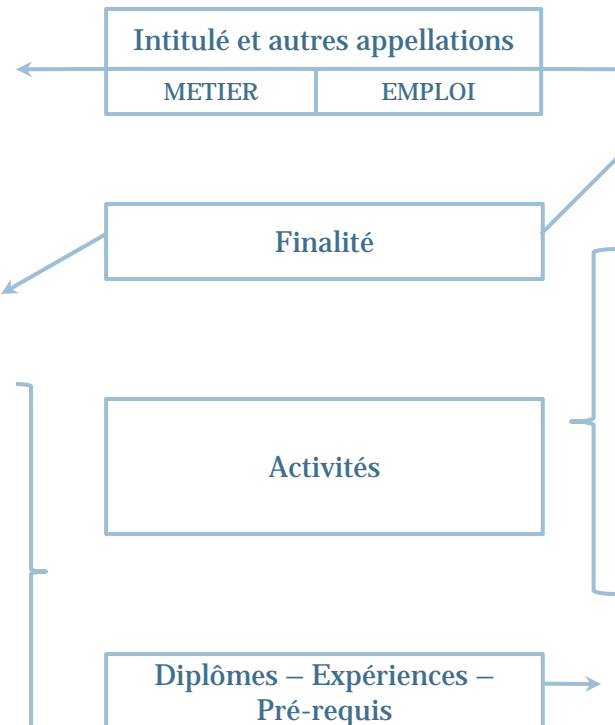 Intitulé et autres appellations
METIER EMPLOI
Finalité
Activités
Diplômes – Expériences –
Pré-requis